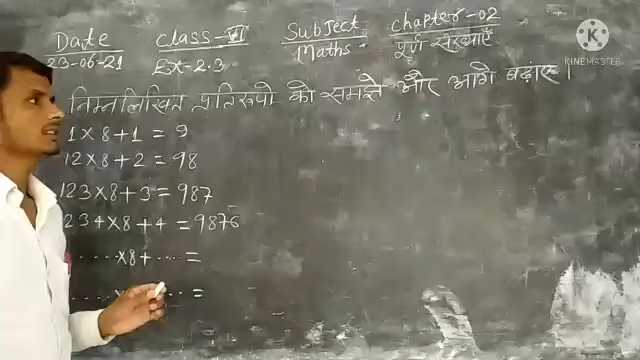 Date Class-VI Subject Chapter-02
23-06-21 Ex-2.3 Maths- पूर्ण संख्याएँ
KINEMASTER
निम्नलिखित प्रतिरूपो को समझे और आगे बढ़ाए।
1 × 8 + 1 = 9
12 × 8 + 2 = 98
123 × 8 + 3 = 987
234 × 8 + 4 = 9876
..... × 8 + .... =
..... =